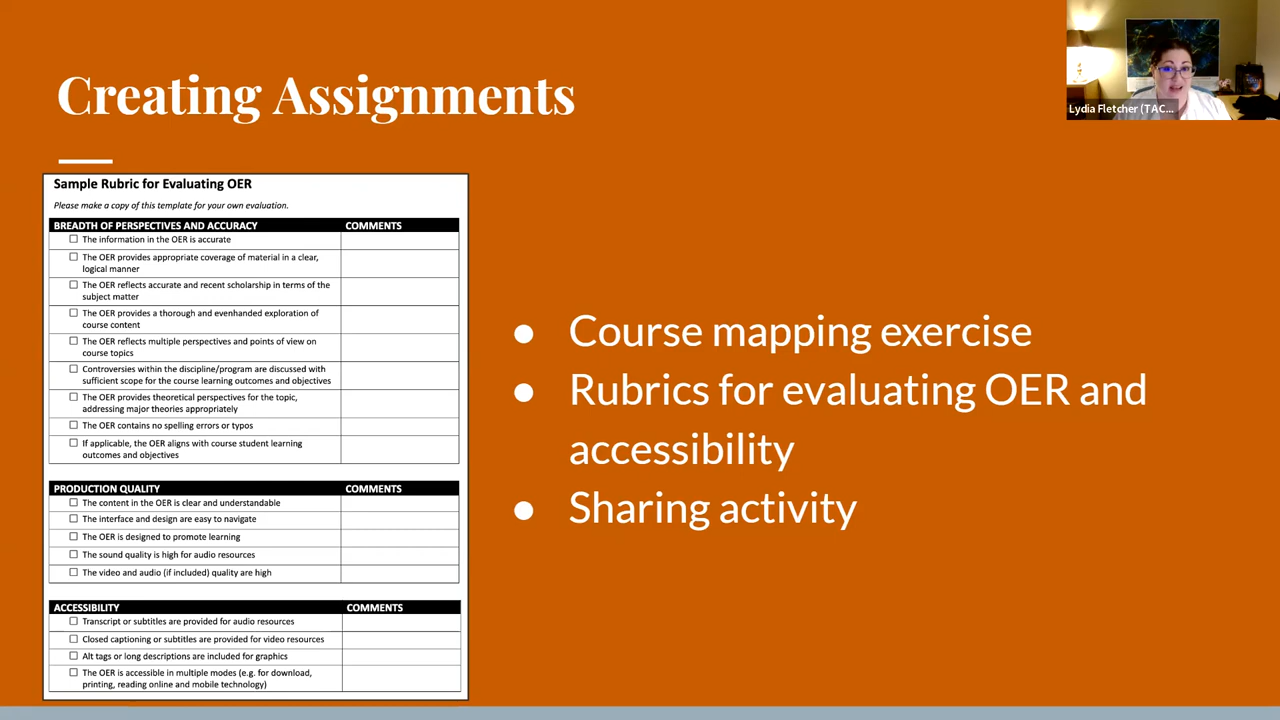 Creating Assignments
Lydia Fletcher (TAC...
Sample Rubric for Evaluating OER
Please make a copy of this template for your own evaluation.
BREADTH OF PERSPECTIVES AND ACCURACY COMMENTS
The information in the OER is accurate
The OER provides appropriate coverage of material in a clear,
logical manner
The OER reflects accurate and recent scholarship in terms of the
subject matter
The OER provides a thorough and evenhanded exploration of
course content
The OER reflects multiple perspectives and points of view on
course topics
Controversies within the discipline/program are discussed with
sufficient scope for the course learning outcomes and objectives
The OER provides theoretical perspectives for the topic,
addressing major theories appropriately
The OER contains no spelling errors or typos
If applicable, the OER aligns with course student learning
outcomes and objectives
PRODUCTION QUALITY COMMENTS
The content in the OER is clear and understandable
The interface and design are easy to navigate
The OER is designed to promote learning
The sound quality is high for audio resources
The video and audio (if included) quality are high
ACCESSIBILITY COMMENTS
Transcript or subtitles are provided for audio resources
Closed captioning or subtitles are provided for video resources
Alt tags or long descriptions are included for graphics
The OER is accessible in multiple modes (e.g. for download,
printing, reading online and mobile technology)
● Course mapping exercise
● Rubrics for evaluating OER and
accessibility
● Sharing activity